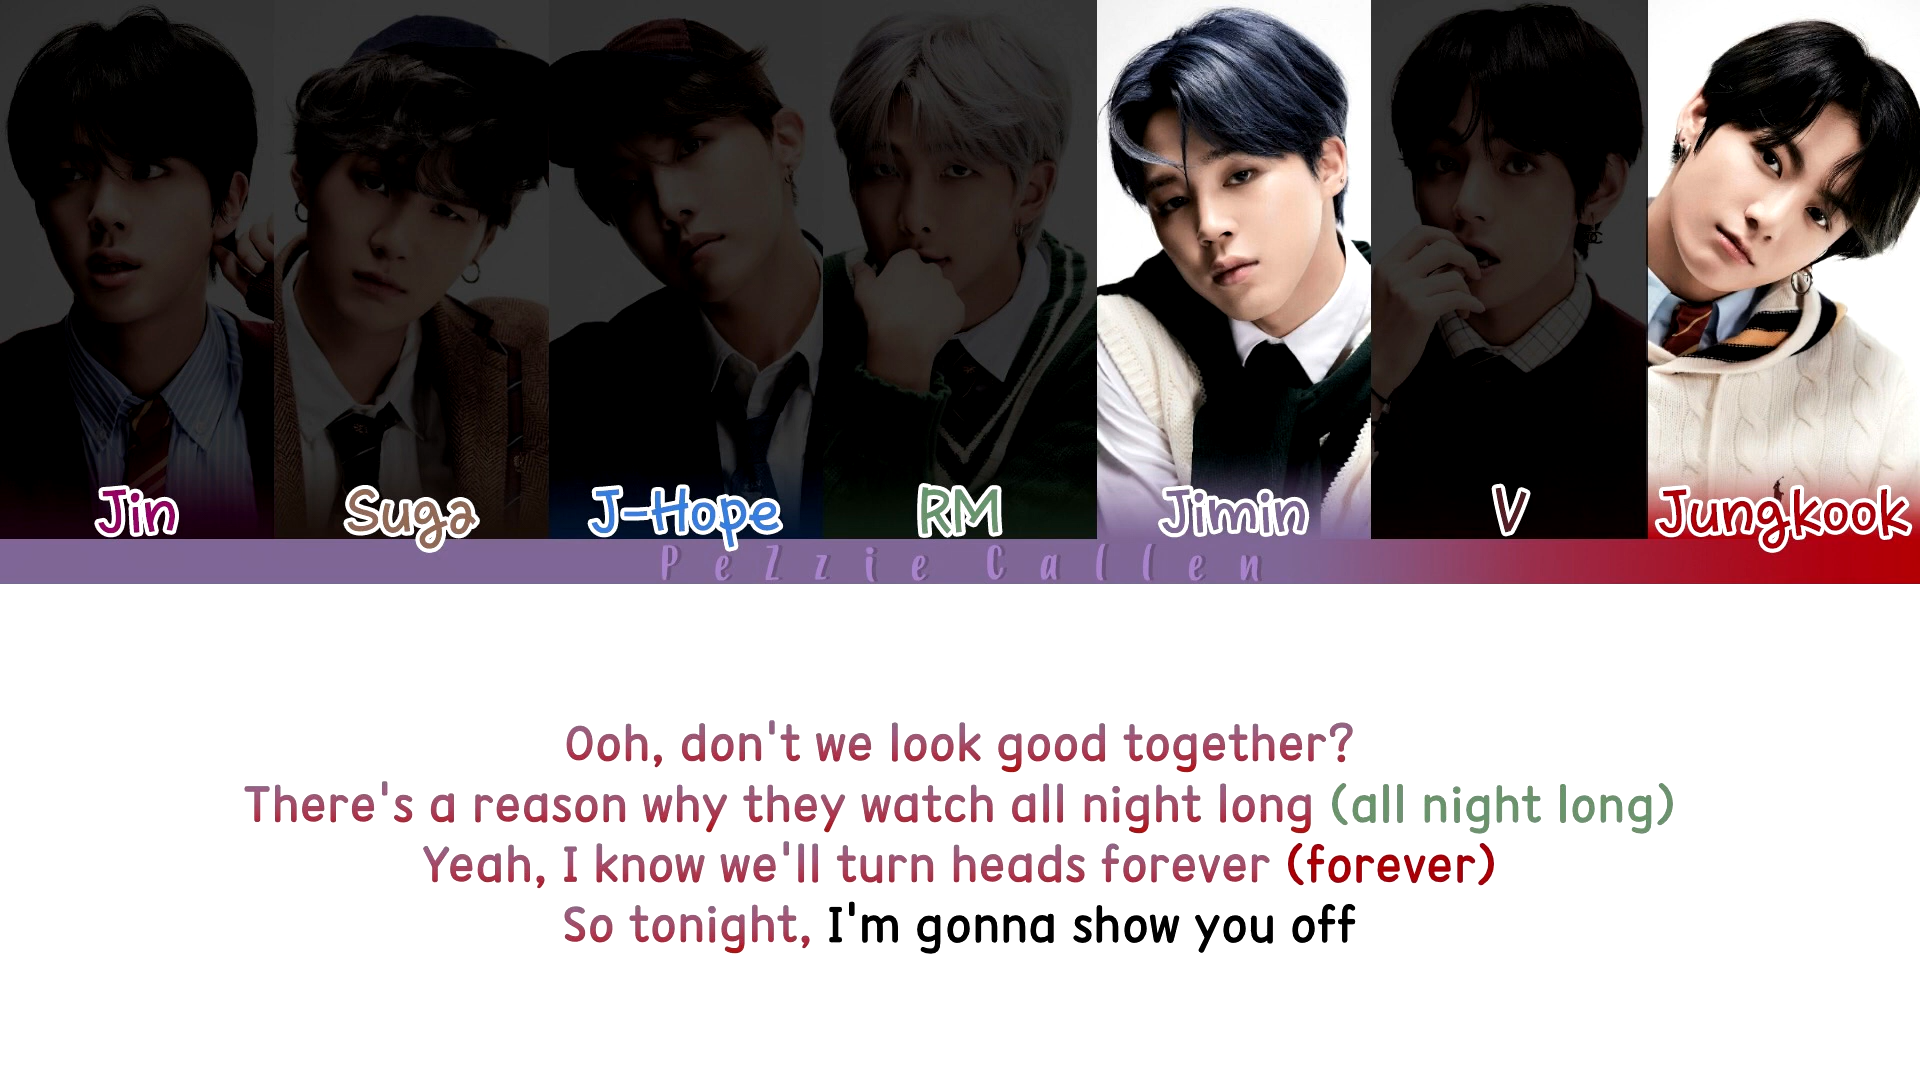 Jin Suga J-Hope RM Jimin V Jungkook
PeZzie Callen
Ooh, don't we look good together?
There's a reason why they watch all night long (all night long)
Yeah, I know we'll turn heads forever (forever)
So tonight, I'm gonna show you off